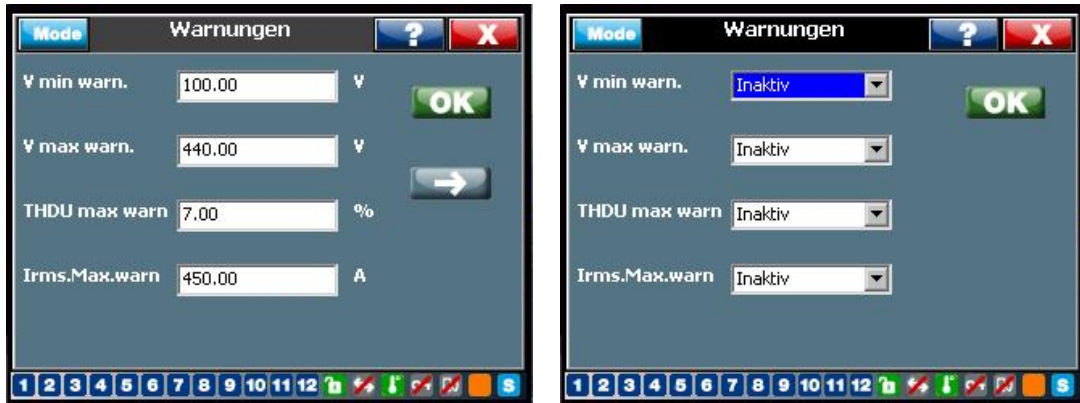 Mode Warnungen ? X
V min warn. 100.00 V OK
V max warn. 440.00 V
THDU max warn 7.00 %
Irms.Max.warn 450.00 A
1 2 3 4 5 6 7 8 9 10 11 12 S
Mode Warnungen ? X
V min warn. Inaktiv OK
V max warn. Inaktiv
THDU max warn Inaktiv
Irms.Max.warn Inaktiv
1 2 3 4 5 6 7 8 9 10 11 12 S